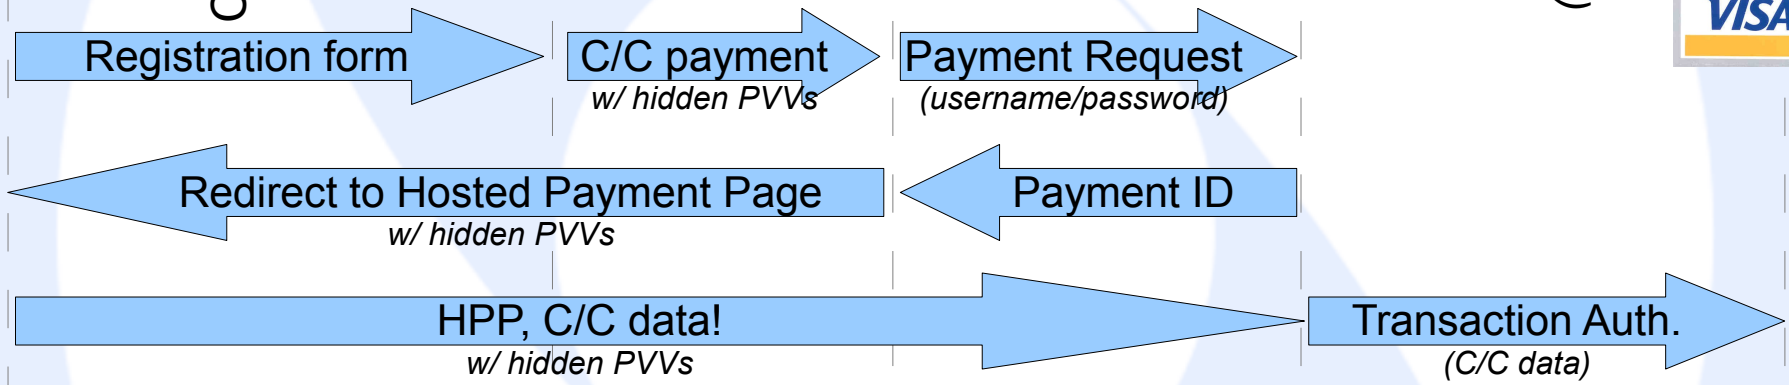 VISA
Registration form
C/C payment
w/ hidden PVVs
Payment Request
(username/password)
Redirect to Hosted Payment Page
w/ hidden PVVs
Payment ID
HPP, C/C data!
w/ hidden PVVs
Transaction Auth.
(C/C data)